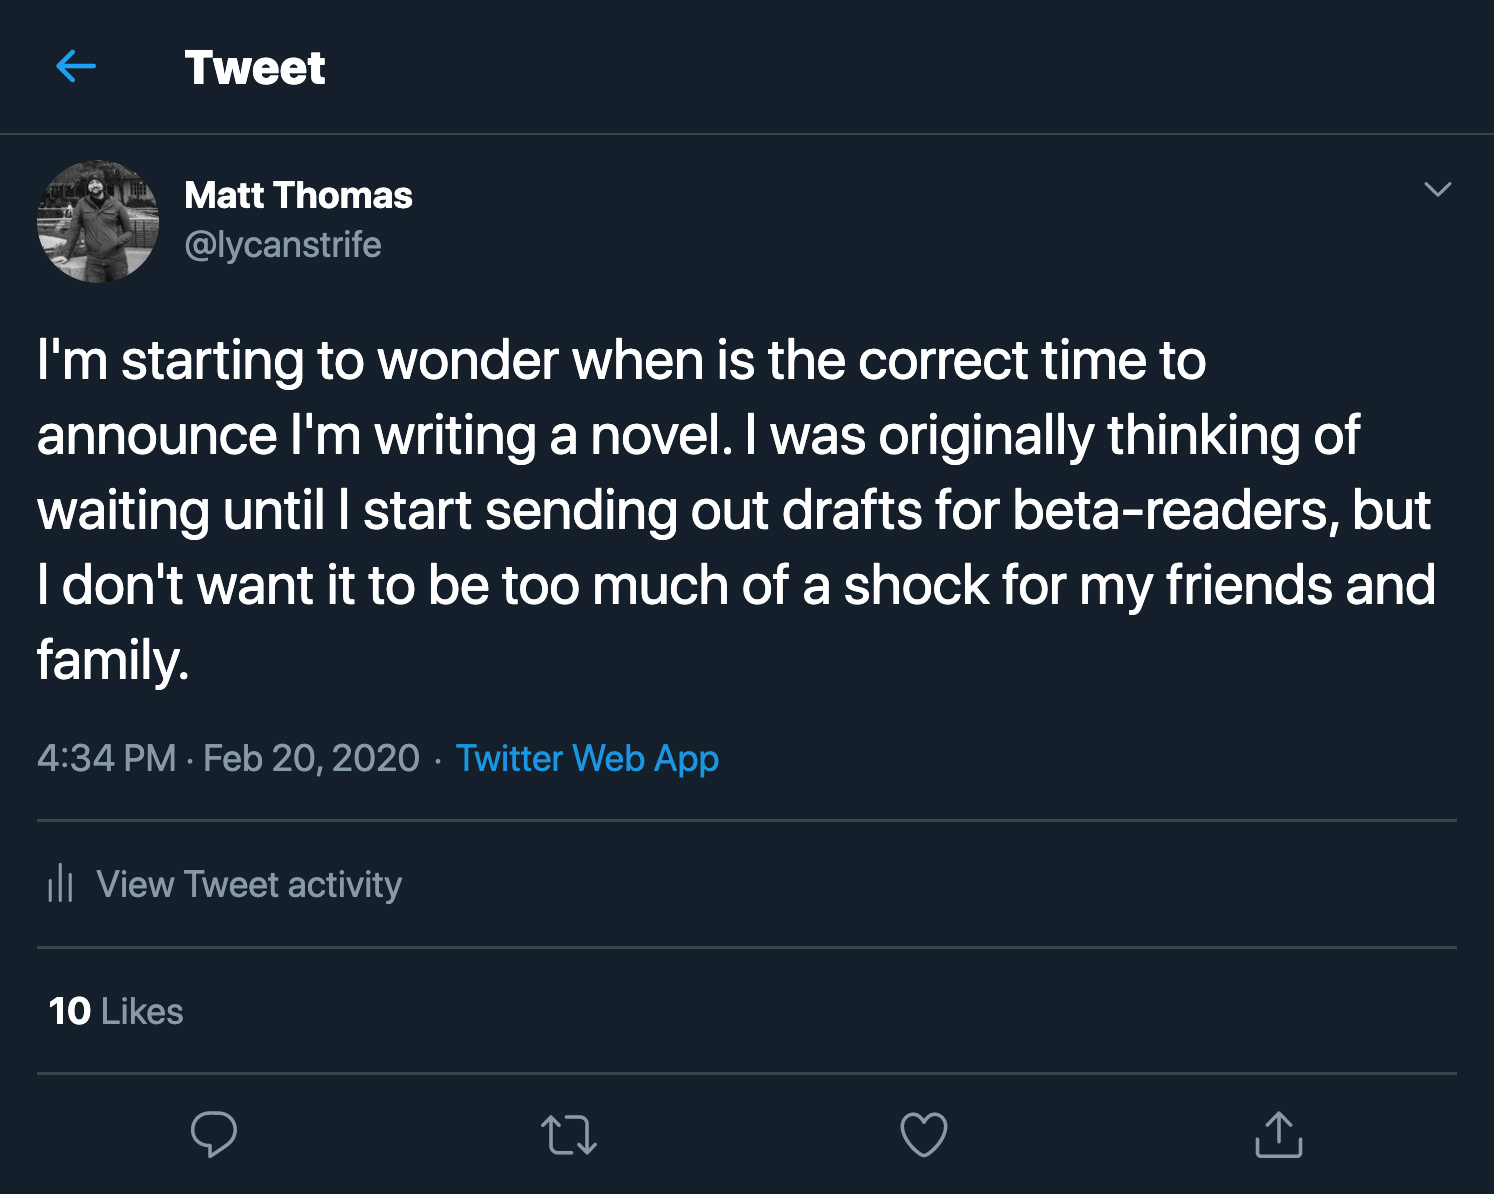 Tweet
Matt Thomas
@lycanstrife
I'm starting to wonder when is the correct time to
announce I'm writing a novel. I was originally thinking of
waiting until I start sending out drafts for beta-readers, but
I don't want it to be too much of a shock for my friends and
family.
4:34 PM · Feb 20, 2020 · Twitter Web App
View Tweet activity
10 Likes